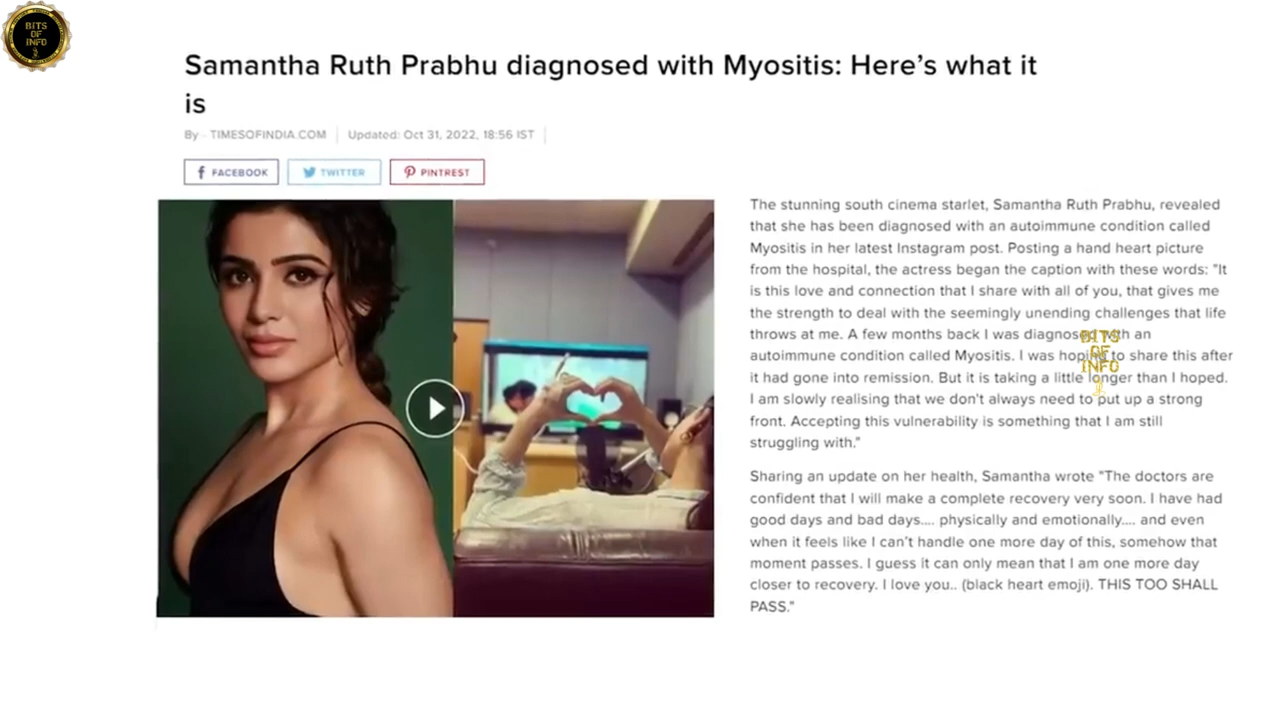 BITS
OF
INFO
Samantha Ruth Prabhu diagnosed with Myositis: Here's what it
is
By - TIMESOFINDIA.COM Updated: Oct 31, 2022, 18:56 IST
FACEBOOK TWITTER PINTREST
The stunning south cinema starlet, Samantha Ruth Prabhu, revealed
that she has been diagnosed with an autoimmune condition called
Myositis in her latest Instagram post. Posting a hand heart picture
from the hospital, the actress began the caption with these words: "It
is this love and connection that I share with all of you, that gives me
the strength to deal with the seemingly unending challenges that life
throws at me. A few months back I was diagnosed with an
autoimmune condition called Myositis. I was hoping to share this after
it had gone into remission. But it is taking a little longer than I hoped.
I am slowly realising that we don't always need to put up a strong
front. Accepting this vulnerability is something that I am still
struggling with."
Sharing an update on her health, Samantha wrote "The doctors are
confident that I will make a complete recovery very soon. I have had
good days and bad days.... physically and emotionally.... and even
when it feels like I can't handle one more day of this, somehow that
moment passes. I guess it can only mean that I am one more day
closer to recovery. I love you.. (black heart emoji). THIS TOO SHALL
PASS."
BITS
OF
INFO